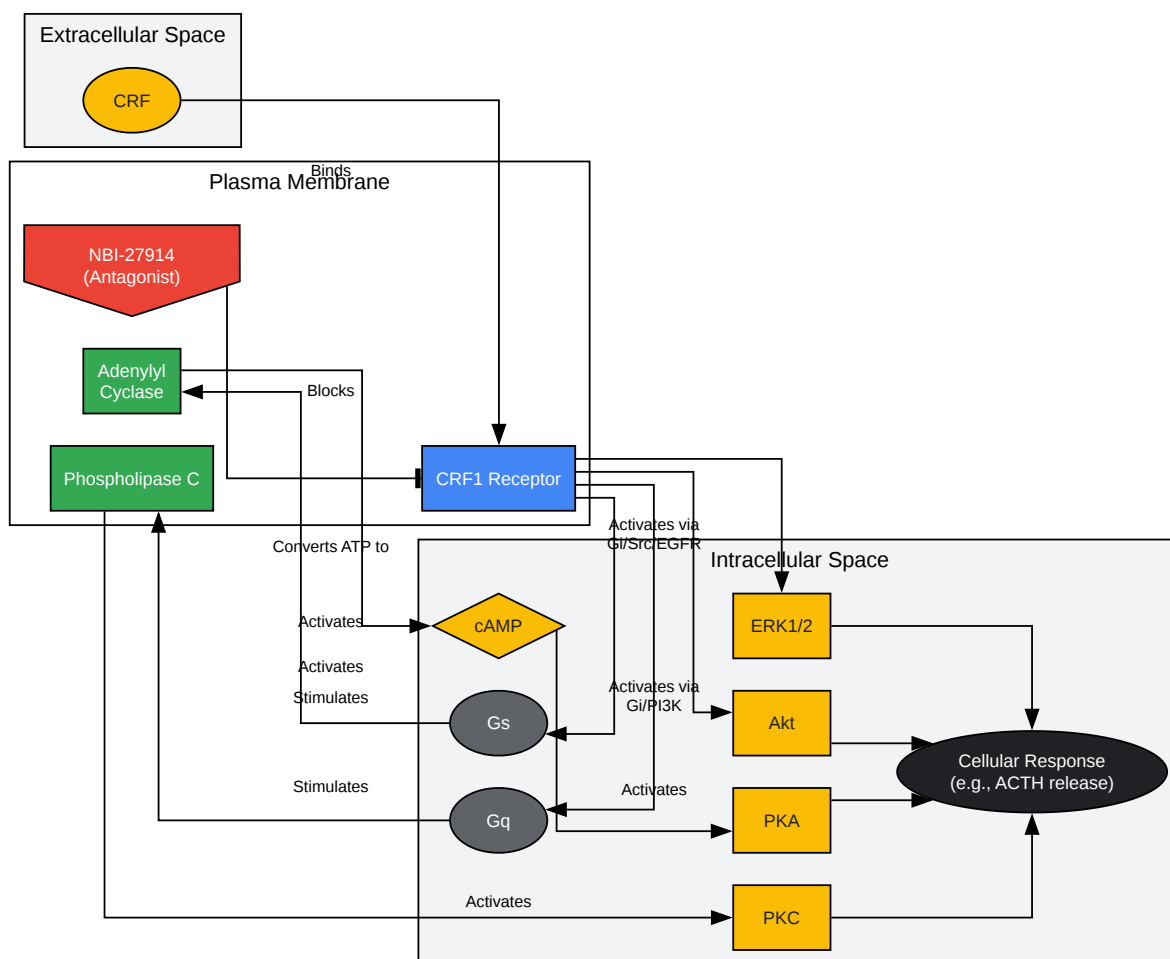 Extracellular Space
CRF
Binds
Plasma Membrane
NBI-27914
(Antagonist)
Adenylyl
Cyclase
Blocks
Phospholipase C
CRF1 Receptor
Activates via
Gi/Src/EGFR
Converts ATP to
Intracellular Space
cAMP
ERK1/2
Activates
Activates
Stimulates
Activates via
Gi/PI3K
Gs
Akt
Cellular Response
(e.g., ACTH release)
Stimulates
Activates
Gq
PKA
Activates
PKC